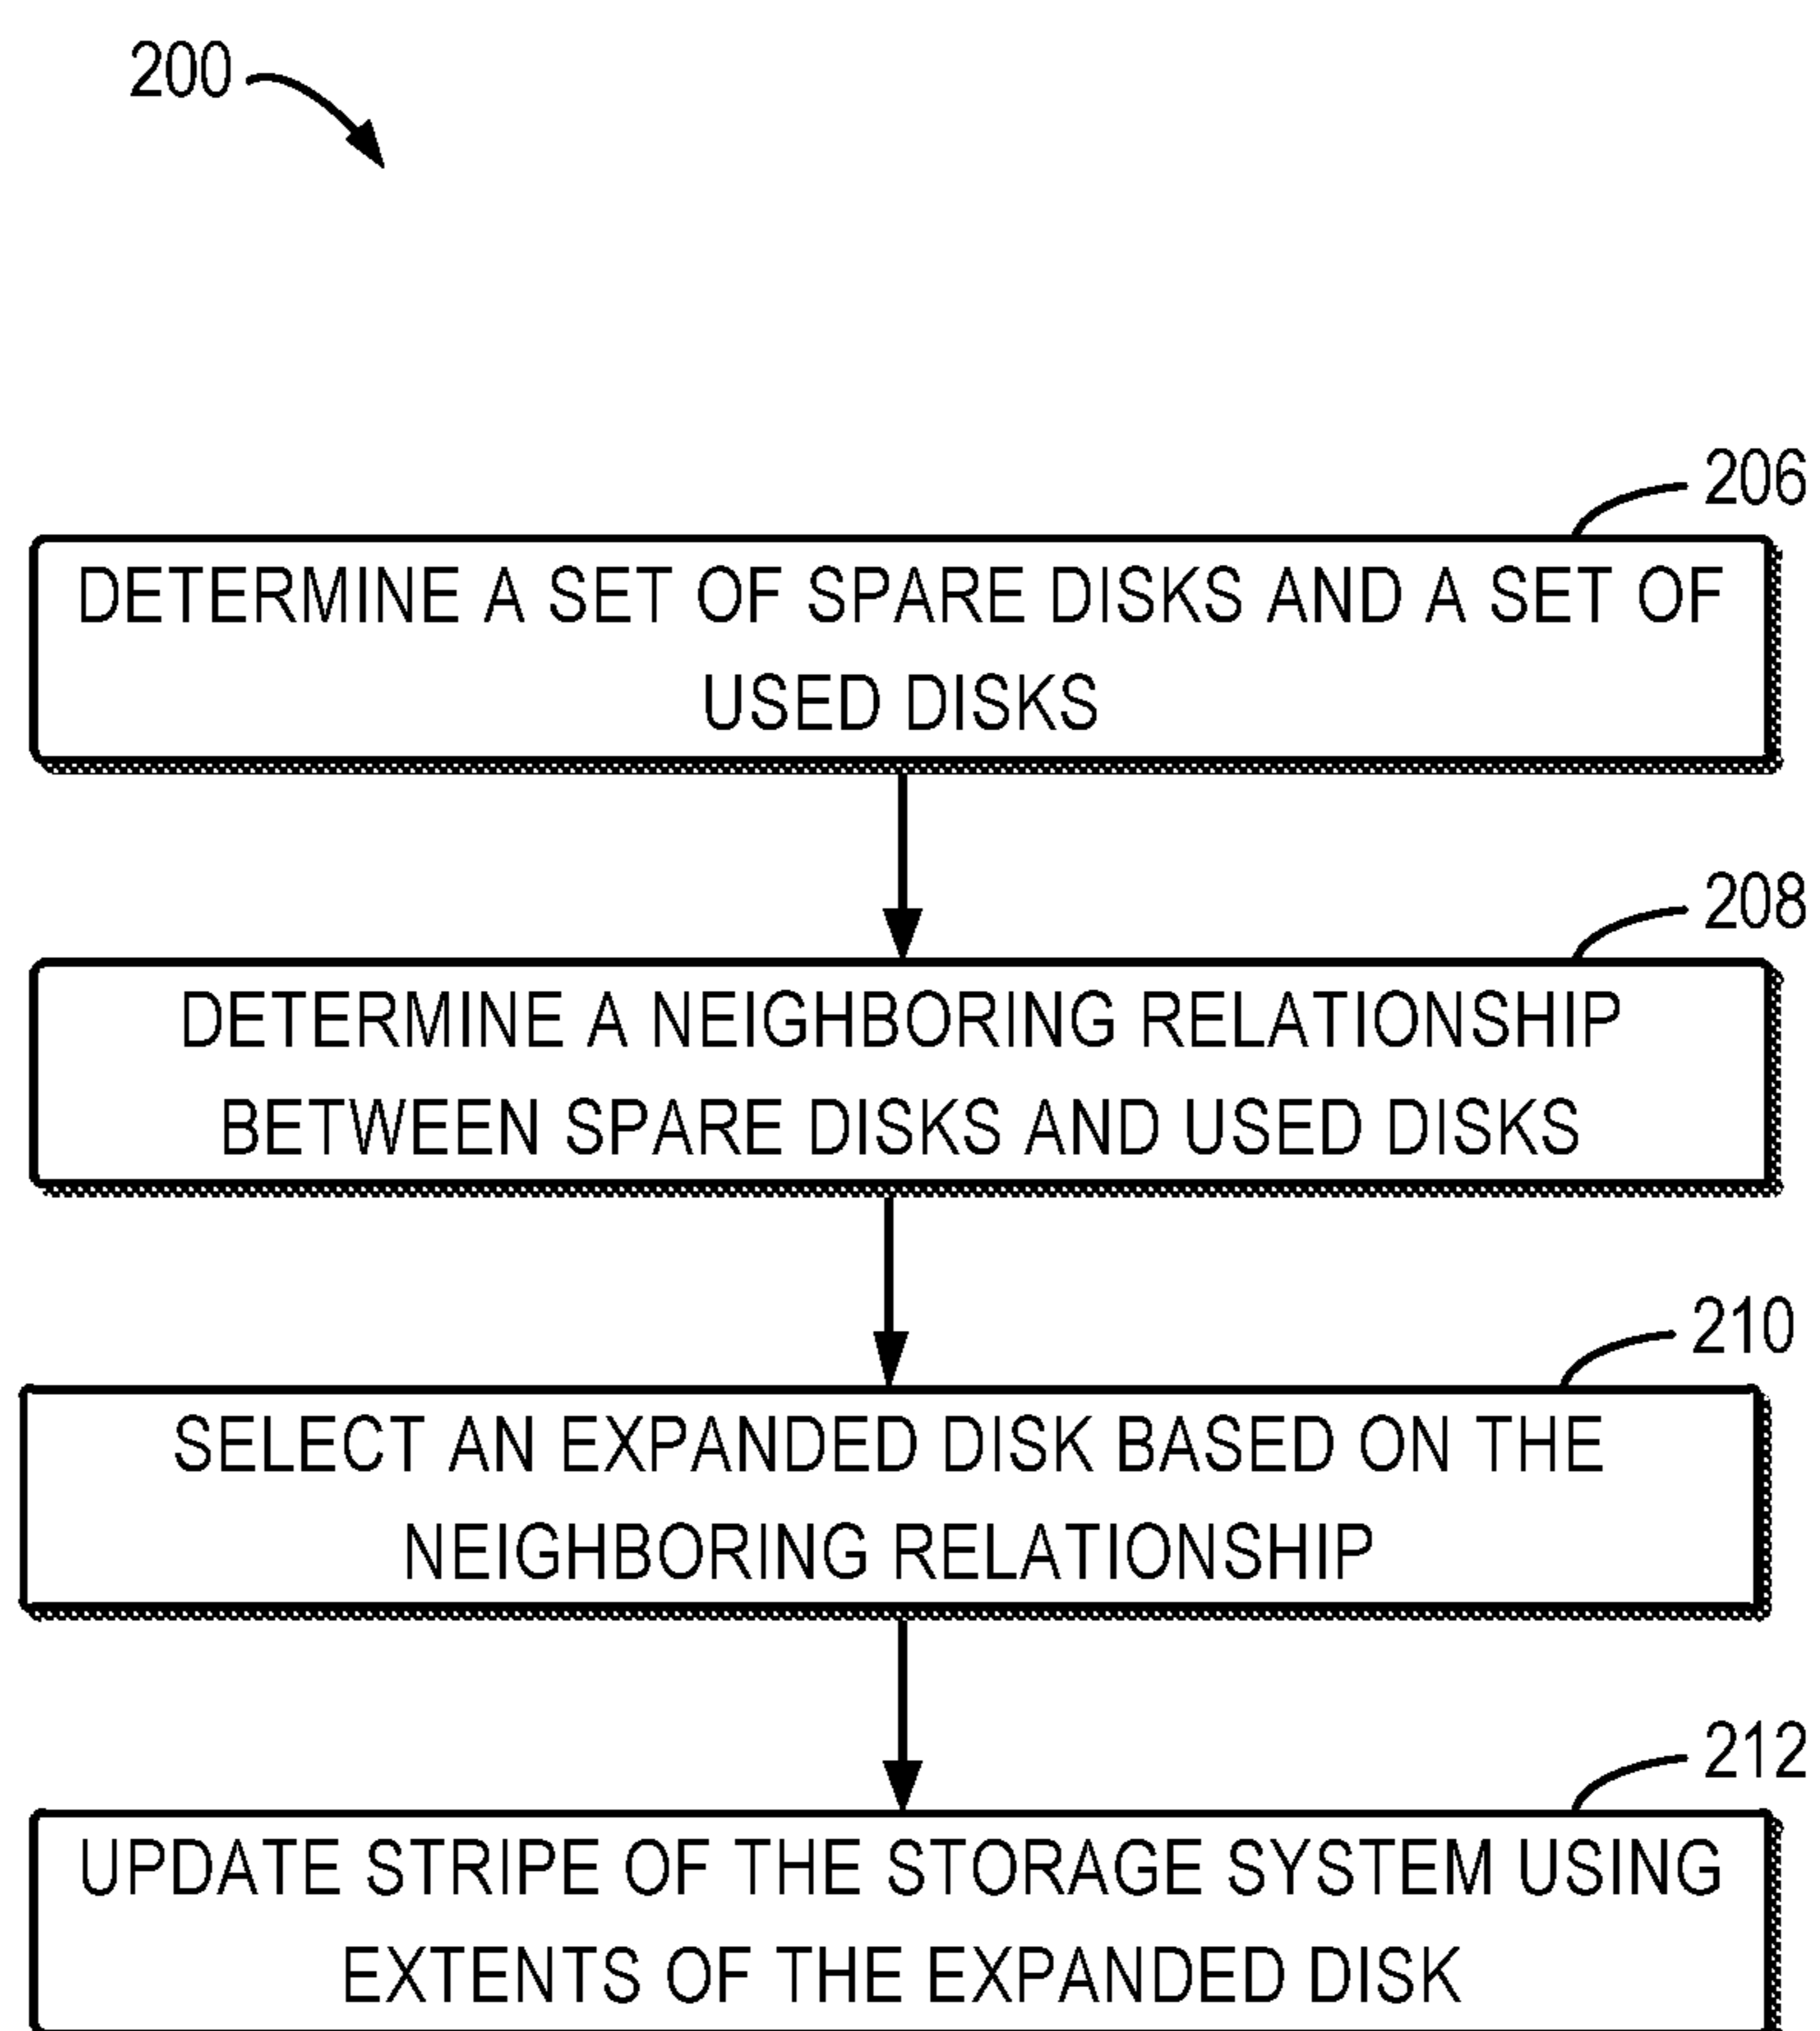 200
206
DETERMINE A SET OF SPARE DISKS AND A SET OF
USED DISKS
208
DETERMINE A NEIGHBORING RELATIONSHIP
BETWEEN SPARE DISKS AND USED DISKS
210
SELECT AN EXPANDED DISK BASED ON THE
NEIGHBORING RELATIONSHIP
212
UPDATE STRIPE OF THE STORAGE SYSTEM USING
EXTENTS OF THE EXPANDED DISK